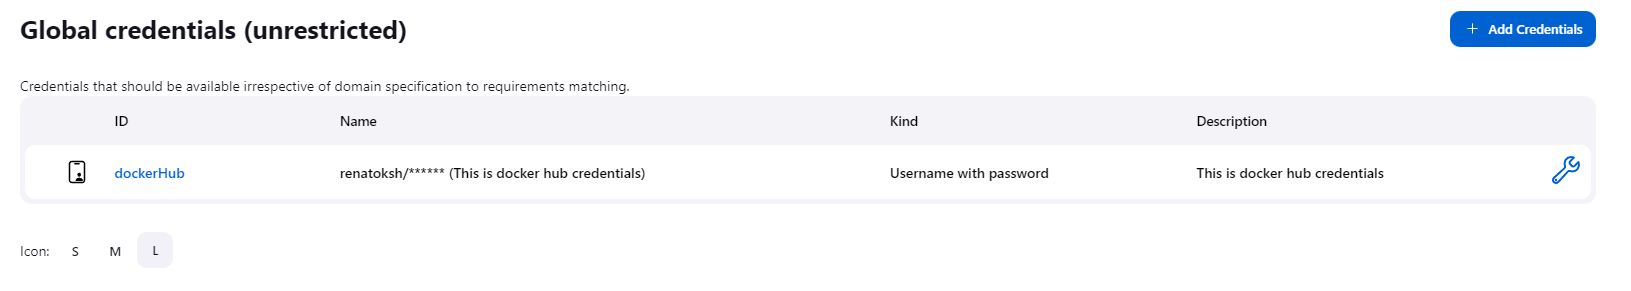 Global credentials (unrestricted)
+ Add Credentials
Credentials that should be available irrespective of domain specification to requirements matching.
ID Name Kind Description
dockerHub renatoksh/****** (This is docker hub credentials) Username with password This is docker hub credentials
Icon: S M L